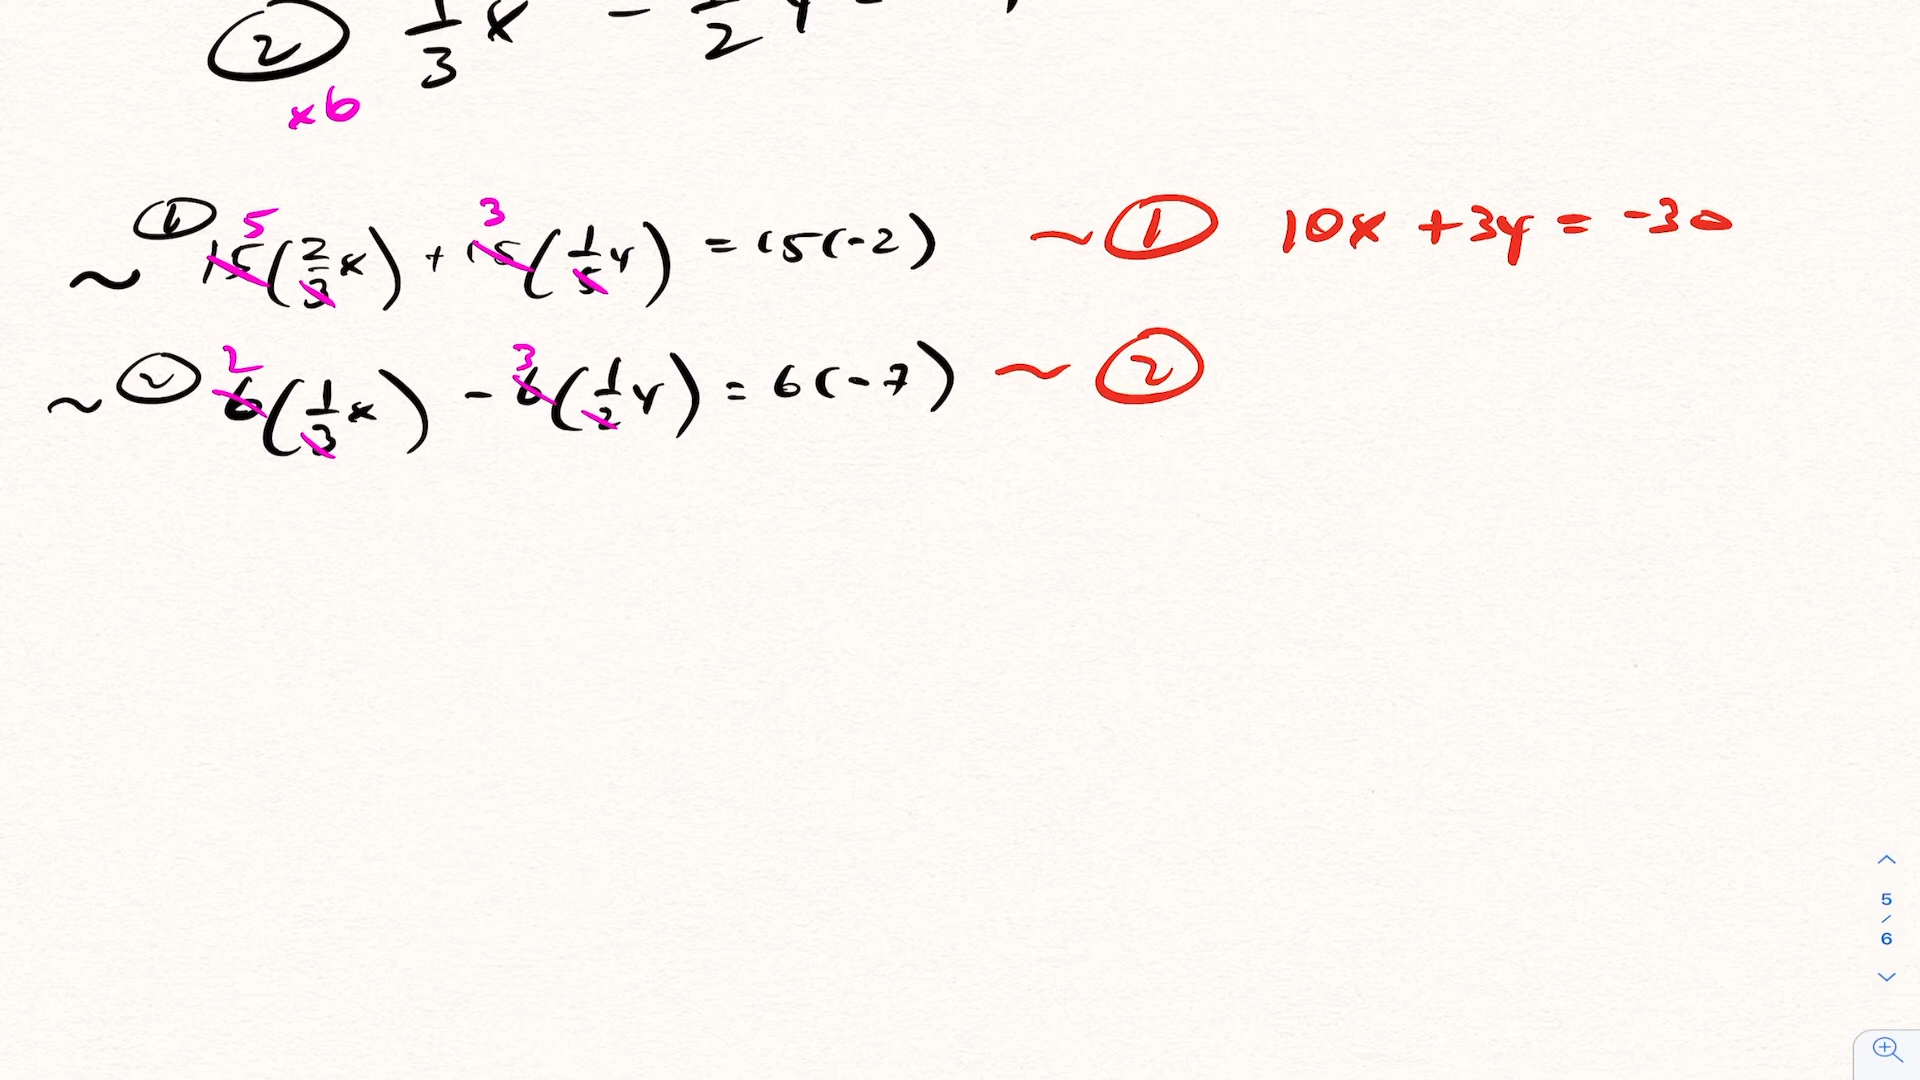 ② 1/3 x - 1/2 y = -7
×6
~ ① 15(2/3 x) + 15(1/5 y) = 15(-2) ~ ① 10x + 3y = -30
5 3
~ ② 6(1/3 x) - 6(1/2 y) = 6(-7) ~ ②
2 3
5
/
6